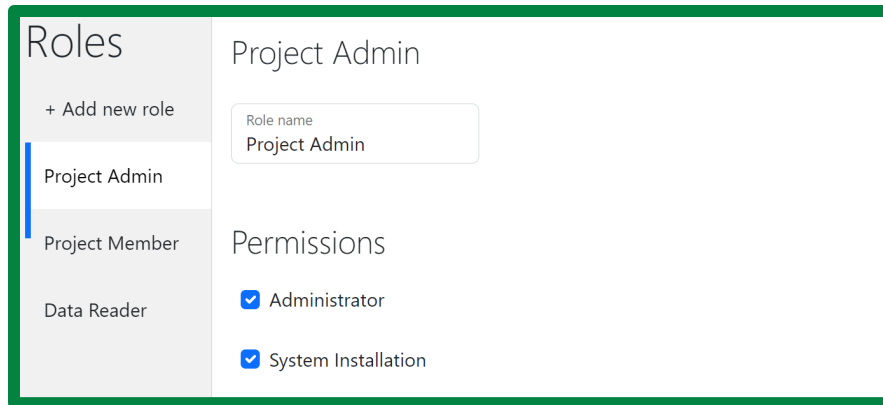 Roles
+ Add new role
Project Admin
Project Member
Data Reader
Project Admin
Role name
Project Admin
Permissions
Administrator
System Installation